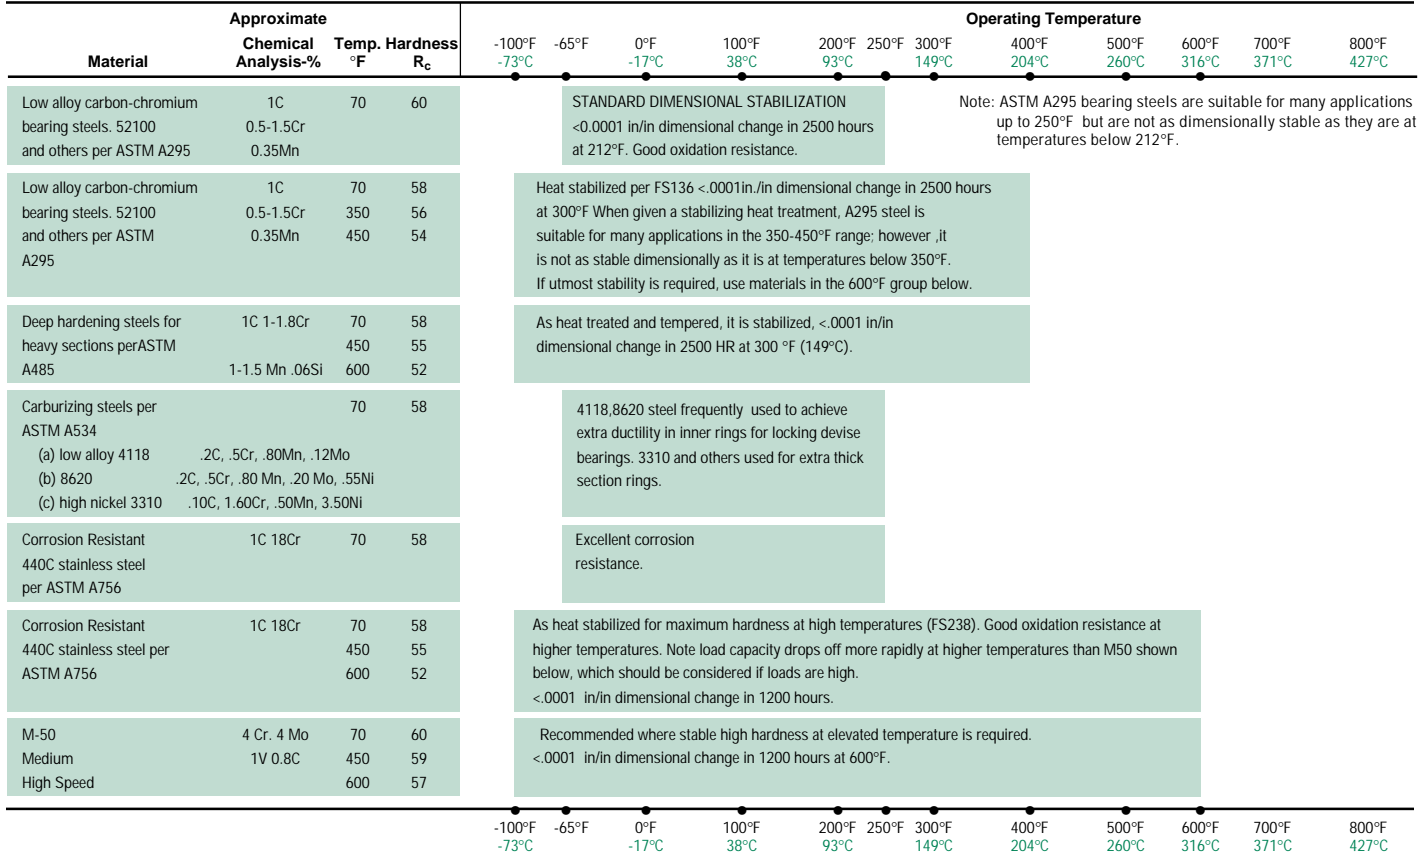 Approximate
Operating Temperature
Chemical Temp. Hardness
Material Analysis-% °F Rc
-100°F -65°F 0°F 100°F 200°F 250°F 300°F 400°F 500°F 600°F 700°F 800°F
-73°C -17°C 38°C 93°C 149°C 204°C 260°C 316°C 371°C 427°C
Low alloy carbon-chromium 1C 70 60
bearing steels. 52100 0.5-1.5Cr
and others per ASTM A295 0.35Mn
STANDARD DIMENSIONAL STABILIZATION
<0.0001 in/in dimensional change in 2500 hours
at 212°F. Good oxidation resistance.
Note: ASTM A295 bearing steels are suitable for many applications
up to 250°F but are not as dimensionally stable as they are at
temperatures below 212°F.
Low alloy carbon-chromium 1C 70 58
bearing steels. 52100 0.5-1.5Cr 350 56
and others per ASTM 0.35Mn 450 54
A295
Heat stabilized per FS136 <.0001in./in dimensional change in 2500 hours
at 300°F When given a stabilizing heat treatment, A295 steel is
suitable for many applications in the 350-450°F range; however ,it
is not as stable dimensionally as it is at temperatures below 350°F.
If utmost stability is required, use materials in the 600°F group below.
Deep hardening steels for 1C 1-1.8Cr 70 58
heavy sections perASTM 450 55
A485 1-1.5 Mn .06Si 600 52
As heat treated and tempered, it is stabilized, <.0001 in/in
dimensional change in 2500 HR at 300 °F (149°C).
Carburizing steels per 70 58
ASTM A534
(a) low alloy 4118 .2C, .5Cr, .80Mn, .12Mo
(b) 8620 .2C, .5Cr, .80 Mn, .20 Mo, .55Ni
(c) high nickel 3310 .10C, 1.60Cr, .50Mn, 3.50Ni
4118,8620 steel frequently used to achieve
extra ductility in inner rings for locking devise
bearings. 3310 and others used for extra thick
section rings.
Corrosion Resistant 1C 18Cr 70 58
440C stainless steel
per ASTM A756
Excellent corrosion
resistance.
Corrosion Resistant 1C 18Cr 70 58
440C stainless steel per 450 55
ASTM A756 600 52
As heat stabilized for maximum hardness at high temperatures (FS238). Good oxidation resistance at
higher temperatures. Note load capacity drops off more rapidly at higher temperatures than M50 shown
below, which should be considered if loads are high.
<.0001 in/in dimensional change in 1200 hours.
M-50 4 Cr. 4 Mo 70 60
Medium 1V 0.8C 450 59
High Speed 600 57
Recommended where stable high hardness at elevated temperature is required.
<.0001 in/in dimensional change in 1200 hours at 600°F.
-100°F -65°F 0°F 100°F 200°F 250°F 300°F 400°F 500°F 600°F 700°F 800°F
-73°C -17°C 38°C 93°C 149°C 204°C 260°C 316°C 371°C 427°C